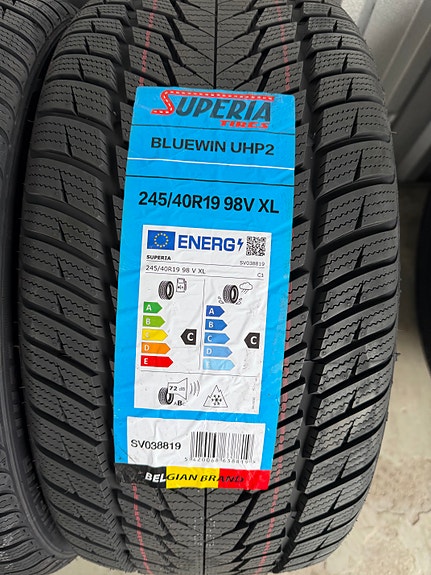 SUPERIA
TIRES
BLUEWIN UHP2
245/40R19 98V XL
ENERG
SUPERIA SV038819
245/40R19 98 V XL C1
A A
B B
C C C C
D D
E E
72 dB
B
SV038819
BELGIAN BRAND